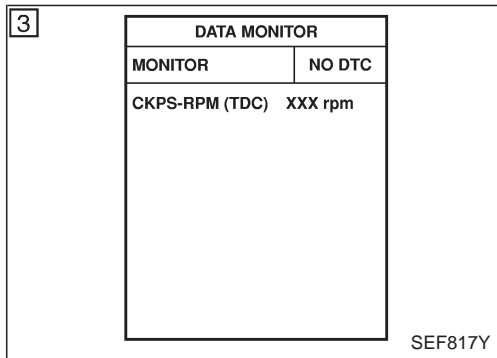 3
DATA MONITOR
MONITOR NO DTC
CKPS-RPM (TDC) XXX rpm
SEF817Y